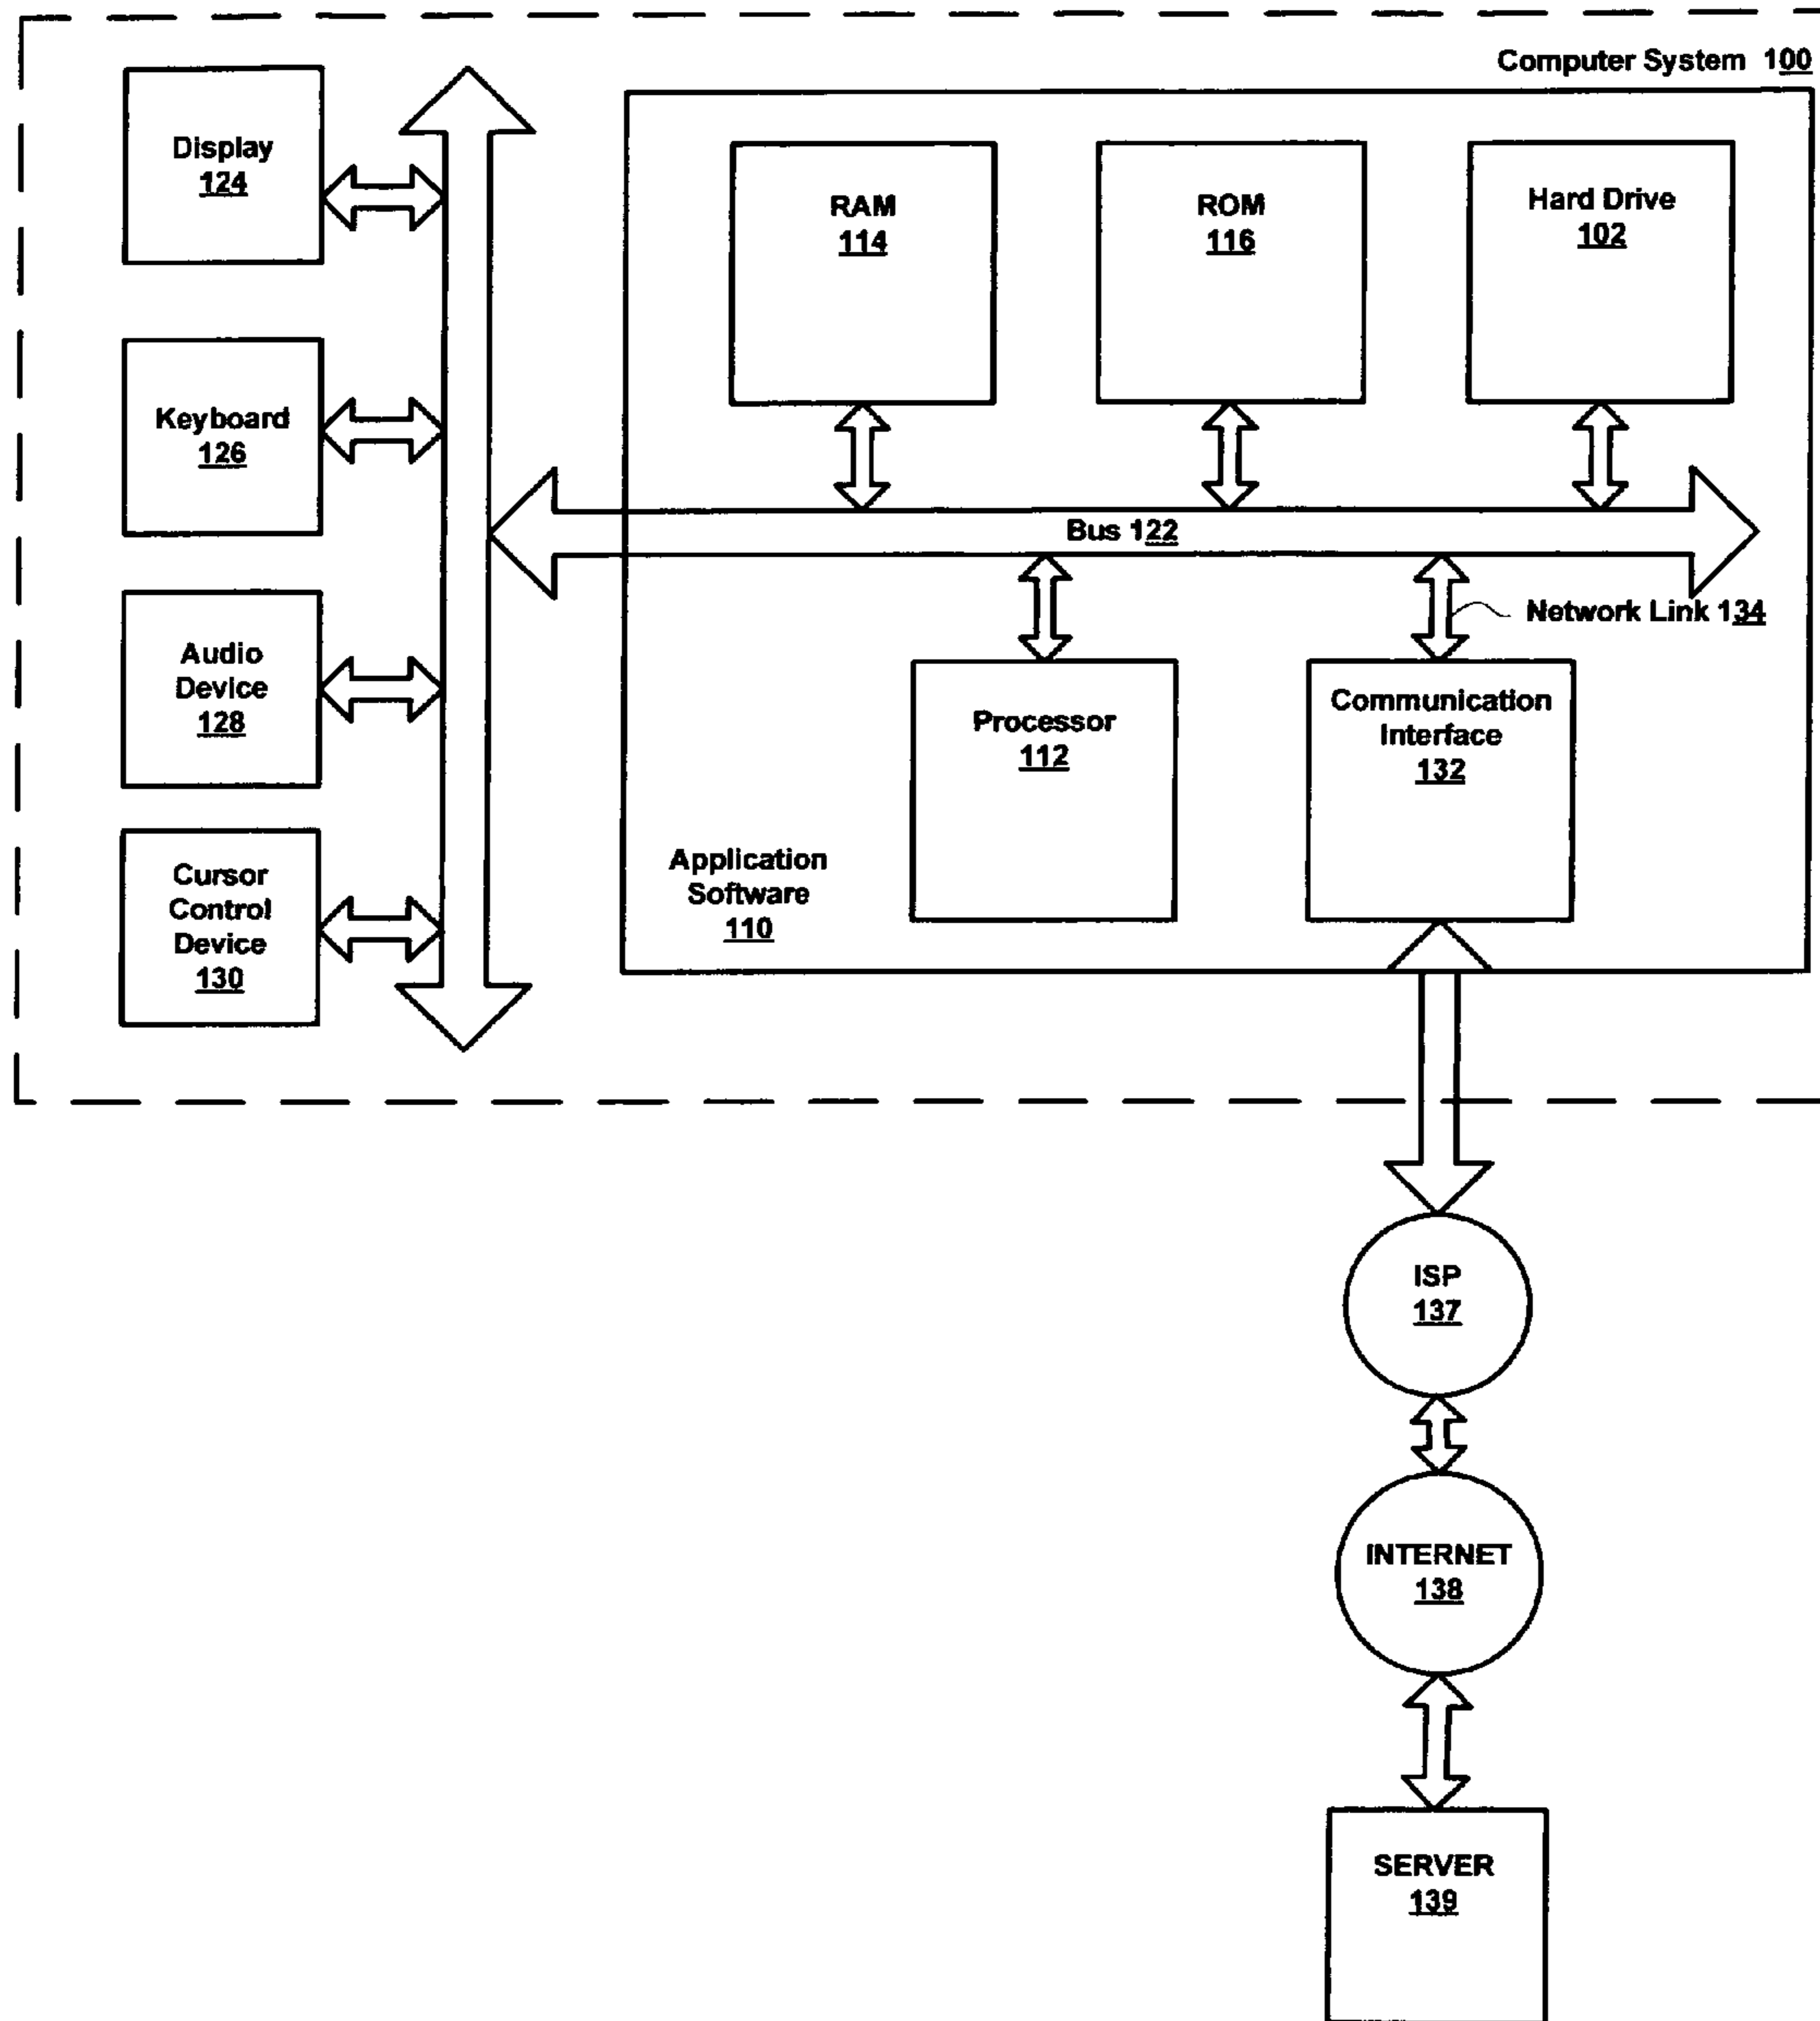 Computer System 100
Display
124
Keyboard
126
Audio
Device
128
Cursor
Control
Device
130
RAM
114
ROM
116
Hard Drive
102
Bus 122
Network Link 134
Processor
112
Communication
Interface
132
Application
Software
110
ISP
137
INTERNET
138
SERVER
139